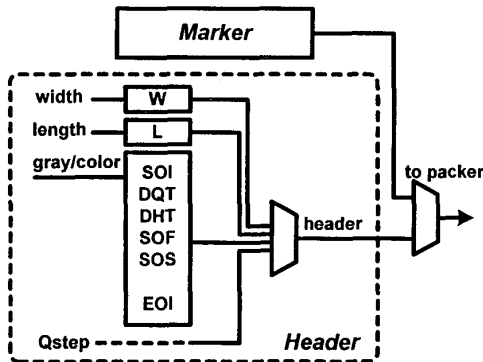 Marker
width
W
length
L
gray/color
SOI
DQT
DHT
SOF
SOS
EOI
to packer
header
Qstep
Header